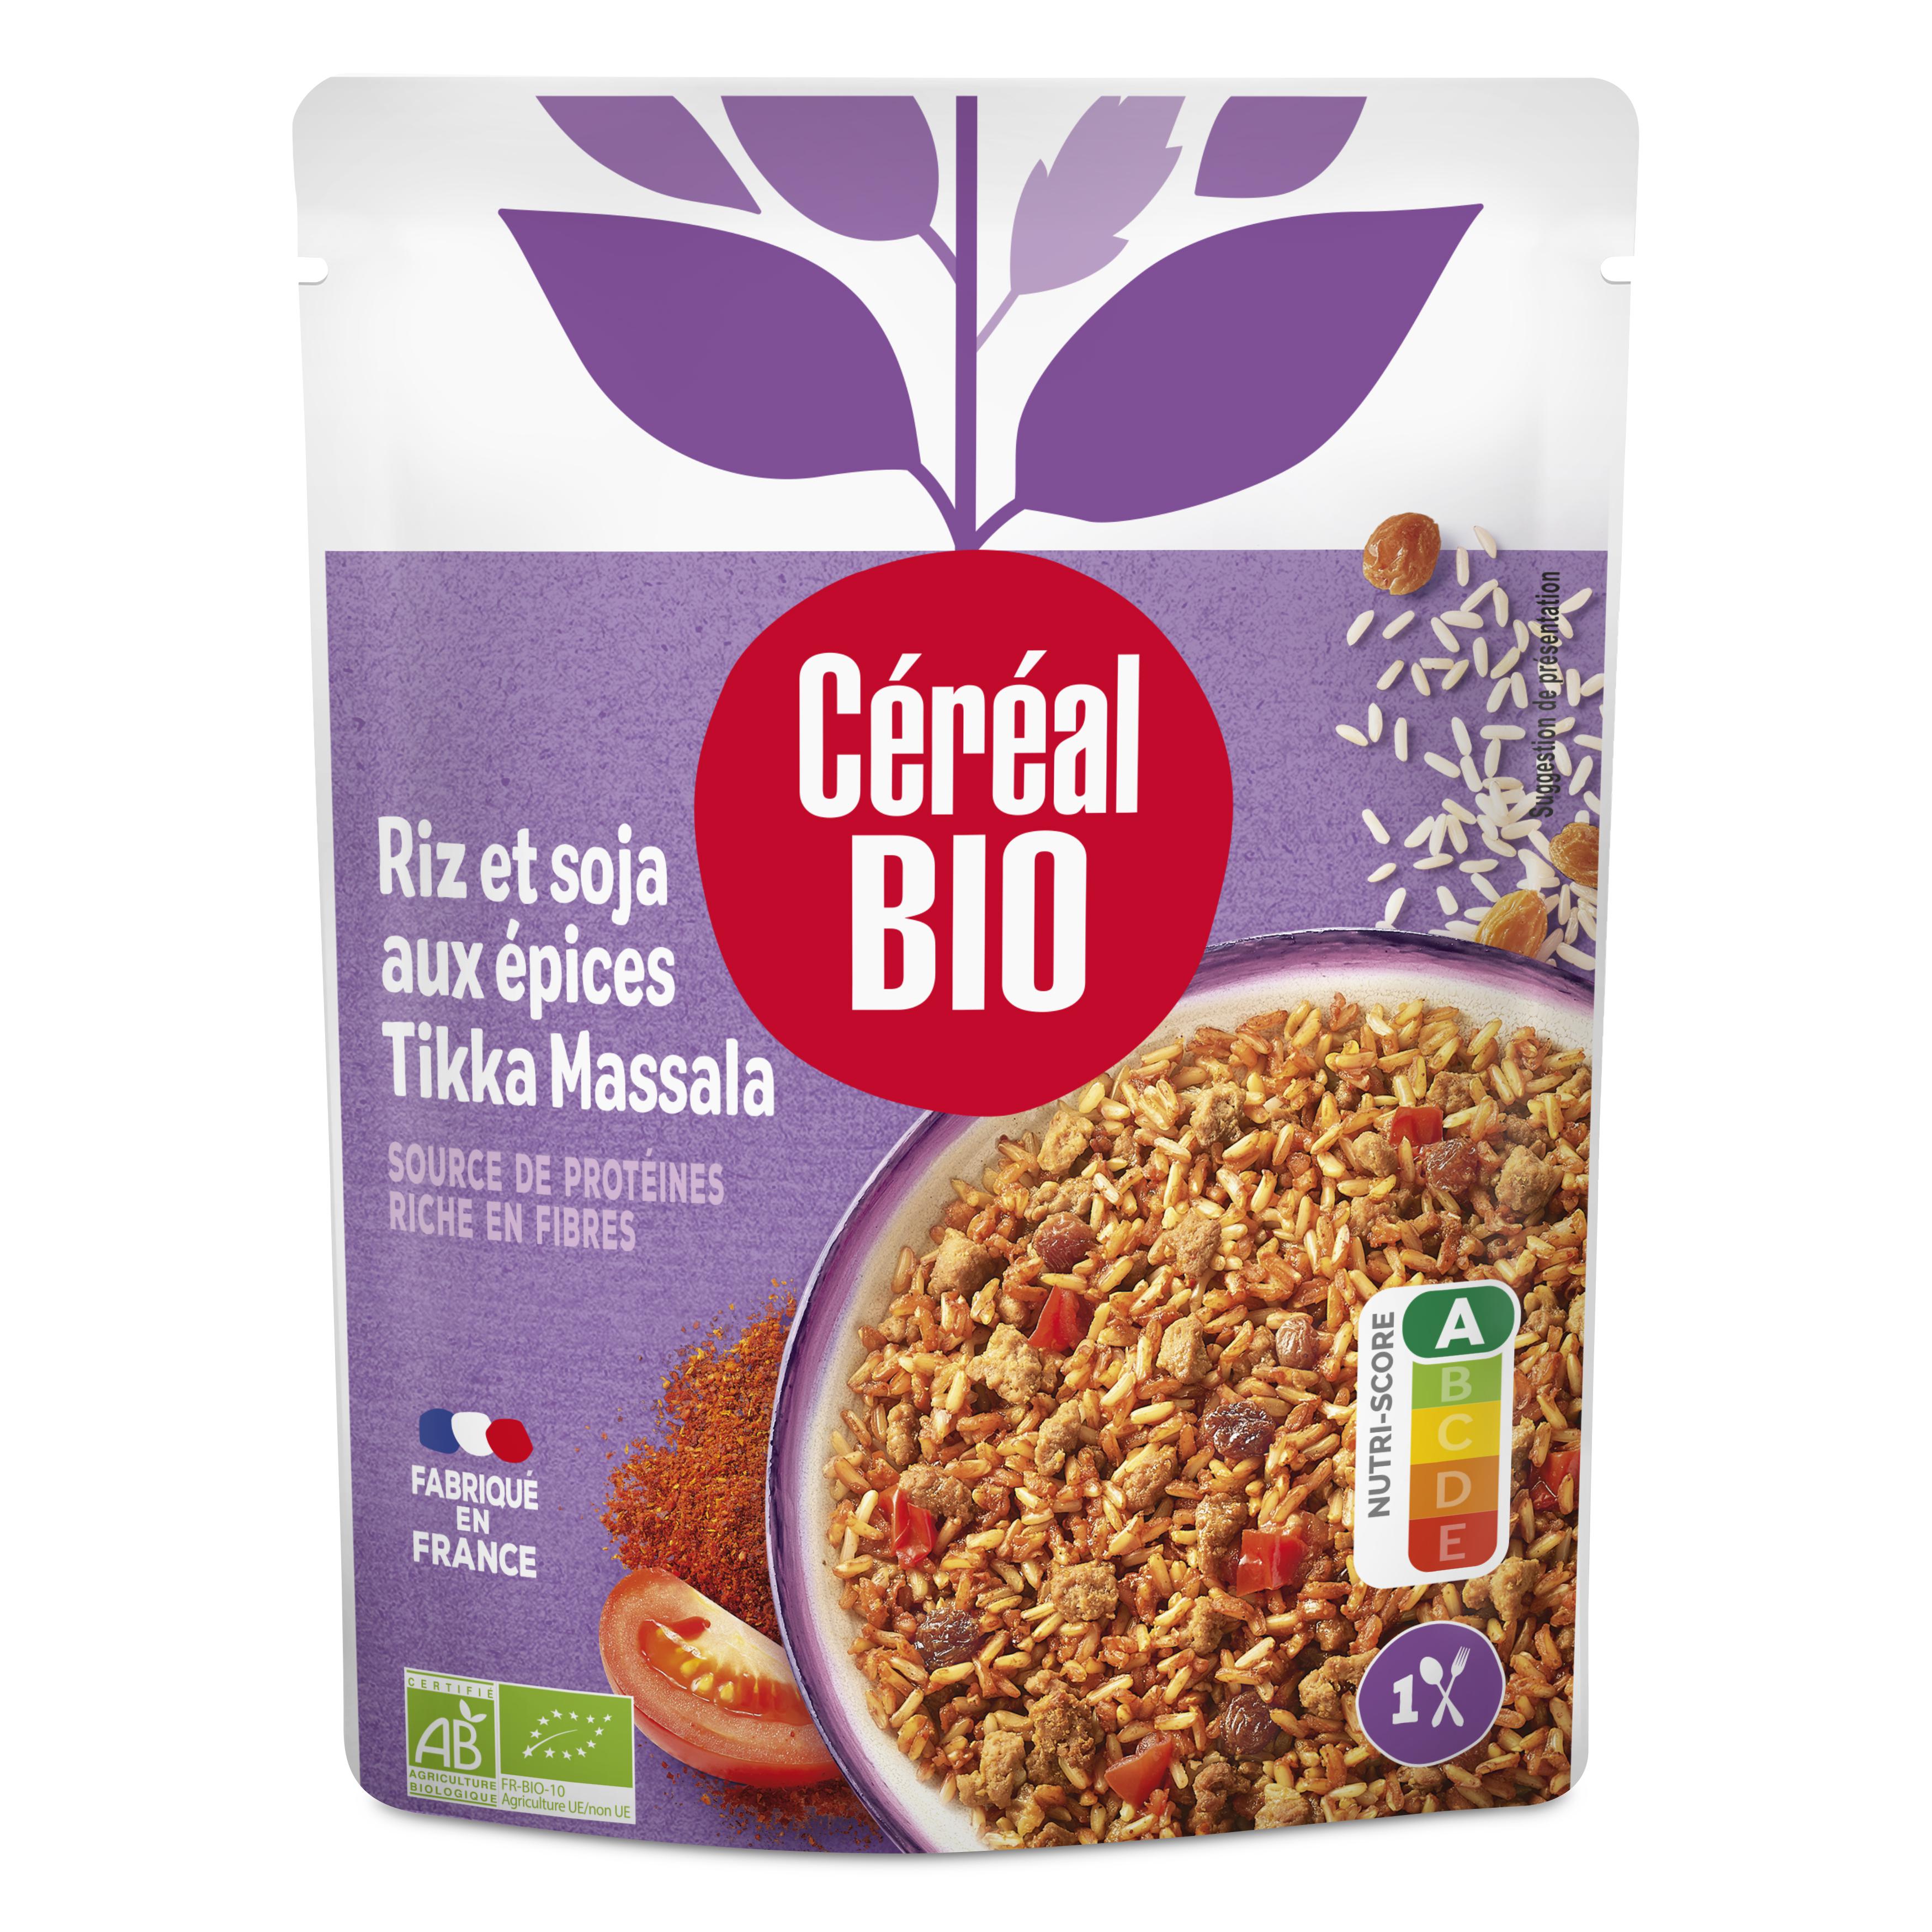 Céréal
BIO
Suggestion de présentation
Riz et soja
aux épices
Tikka Massala
SOURCE DE PROTÉINES
RICHE EN FIBRES
FABRIQUÉ
EN
FRANCE
NUTRI-SCORE
A
B
C
D
E
1
CERTIFIÉ
AB
AGRICULTURE
BIOLOGIQUE
FR-BIO-10
Agriculture UE/non UE